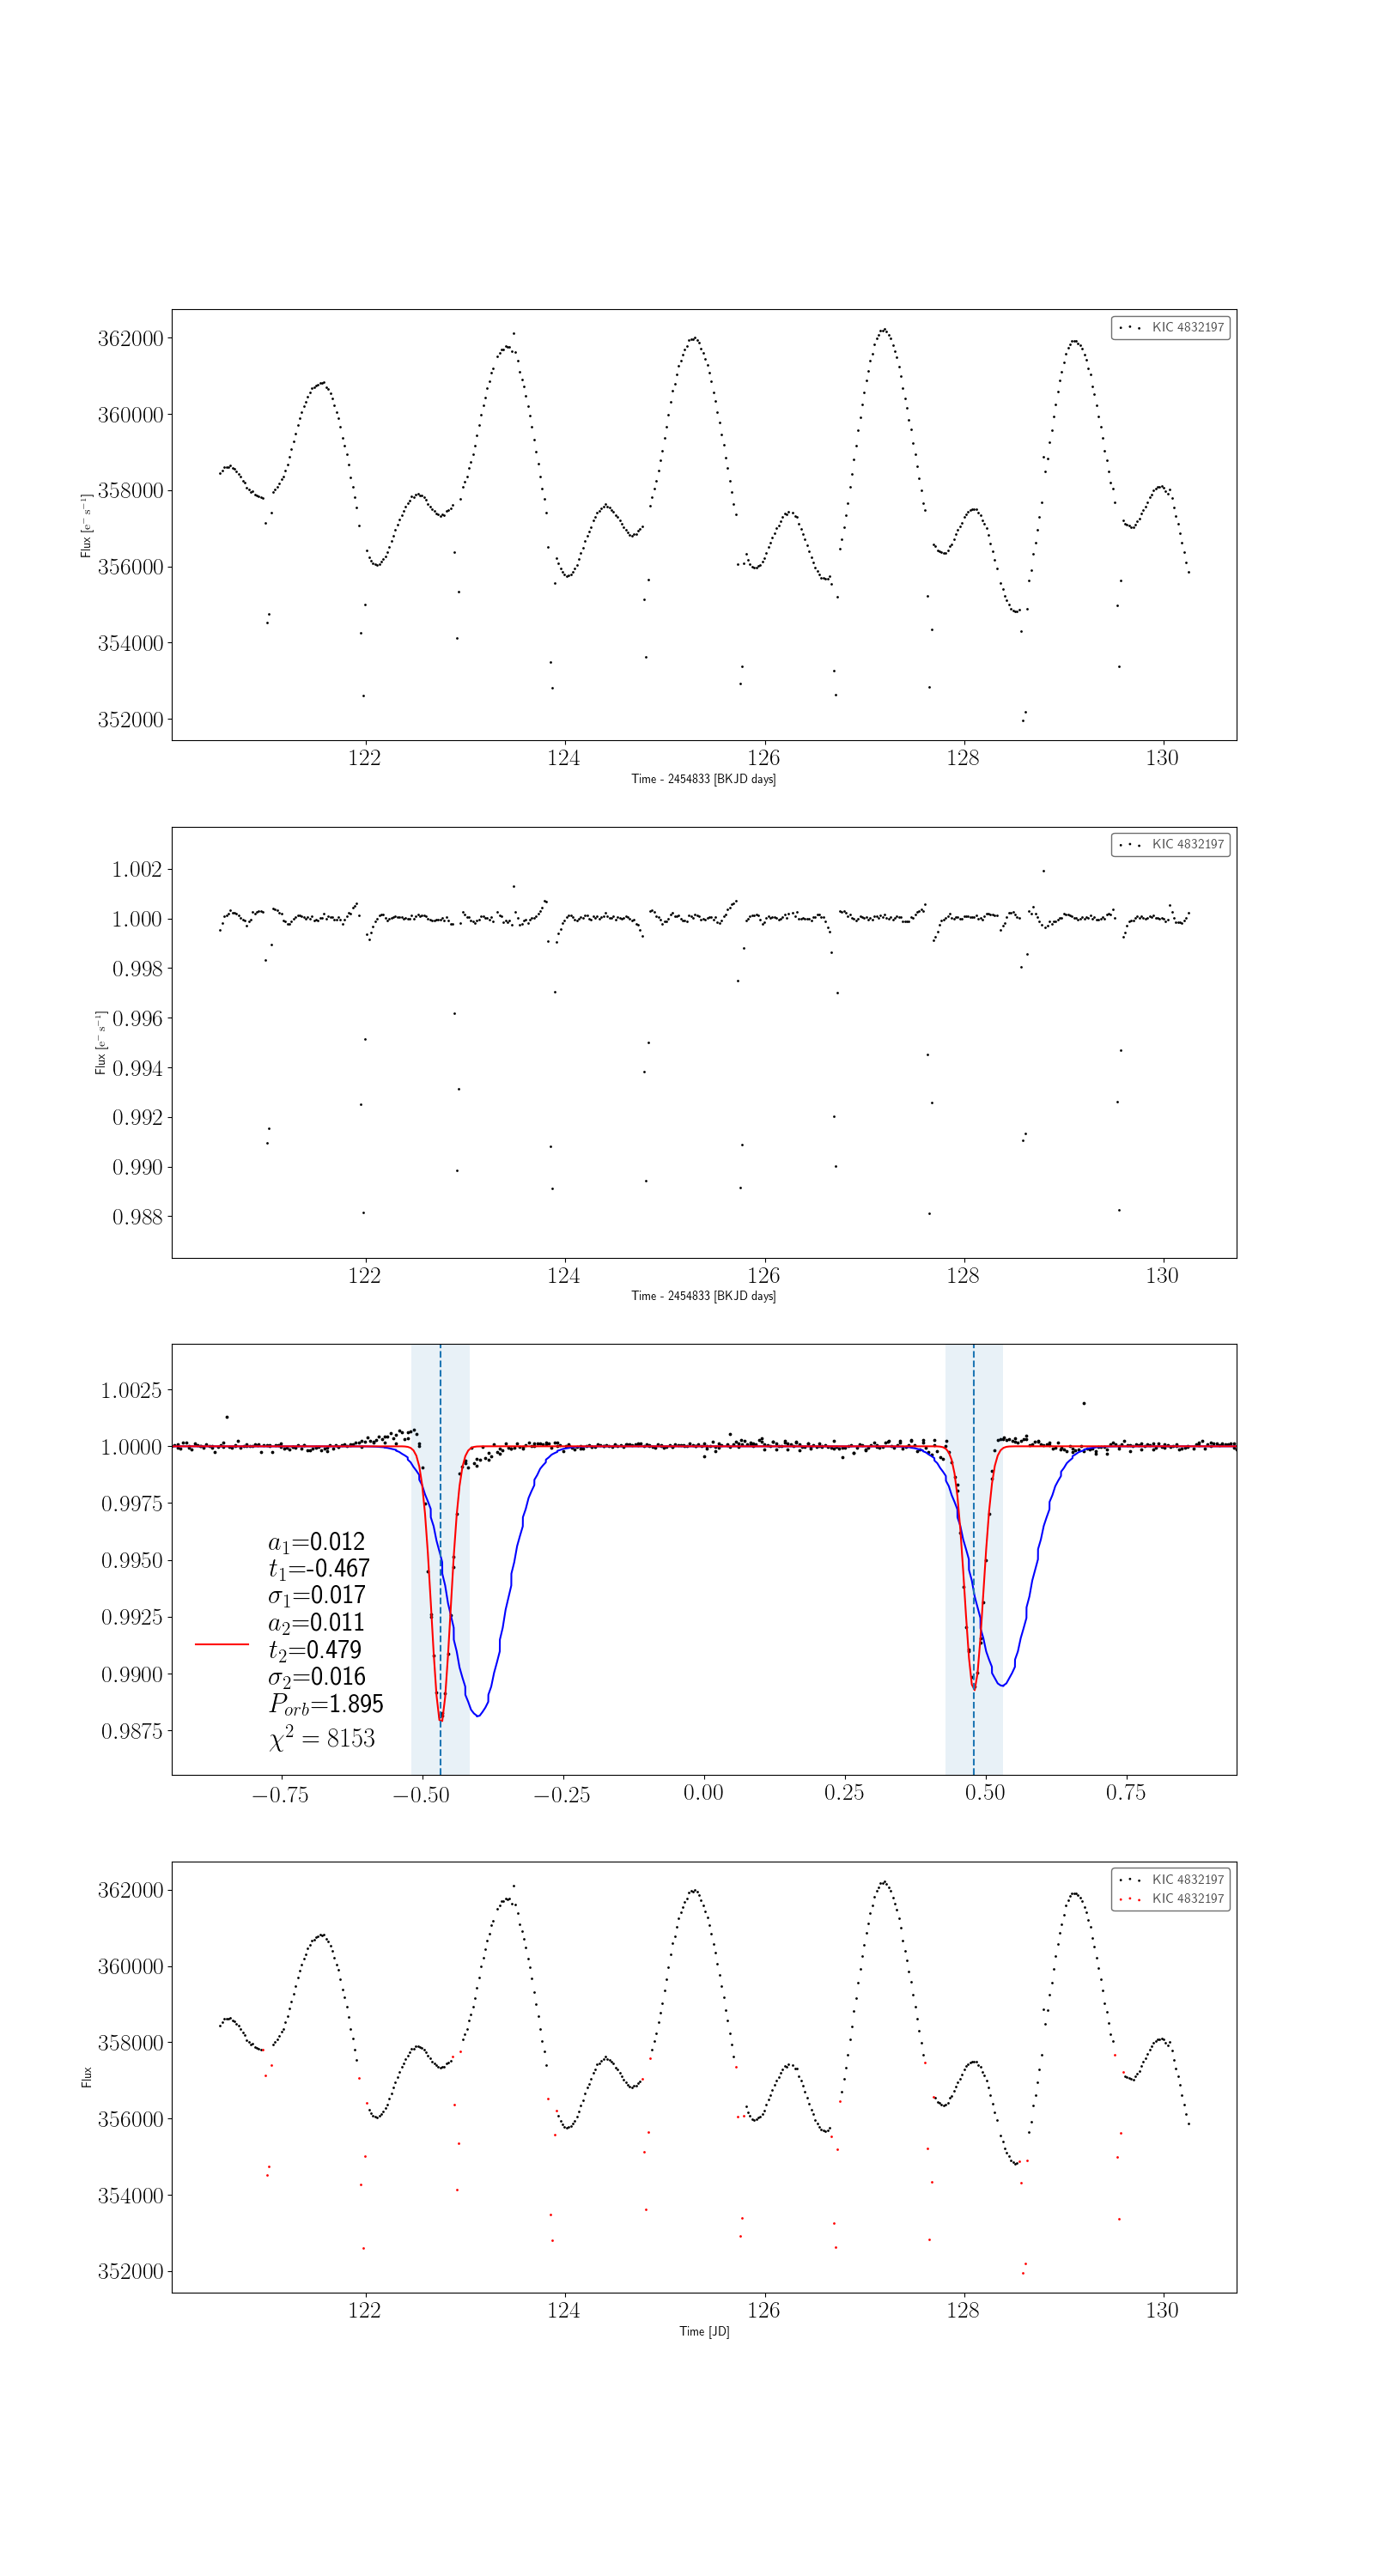 362000
360000
358000
356000
354000
352000
Flux [e⁻ s⁻¹]
KIC 4832197
122 124 126 128 130
Time - 2454833 [BKJD days]
1.002
1.000
0.998
0.996
0.994
0.992
0.990
0.988
Flux [e⁻ s⁻¹]
KIC 4832197
122 124 126 128 130
Time - 2454833 [BKJD days]
1.0025
1.0000
0.9975
0.9950
0.9925
0.9900
0.9875
a₁=0.012
t₁=-0.467
σ₁=0.017
a₂=0.011
t₂=0.479
σ₂=0.016
P_orb=1.895
χ² = 8153
−0.75 −0.50 −0.25 0.00 0.25 0.50 0.75
362000
360000
358000
356000
354000
352000
Flux
KIC 4832197
KIC 4832197
122 124 126 128 130
Time [JD]